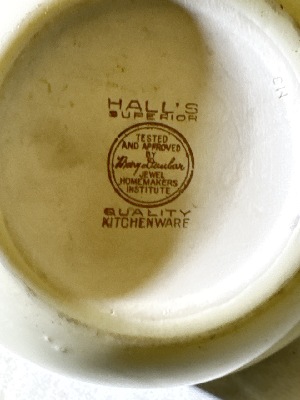 HALL'S
SUPERIOR
TESTED
AND APPROVED
BY
Mary Dunbar
JEWEL
HOMEMAKERS
INSTITUTE
QUALITY
KITCHENWARE